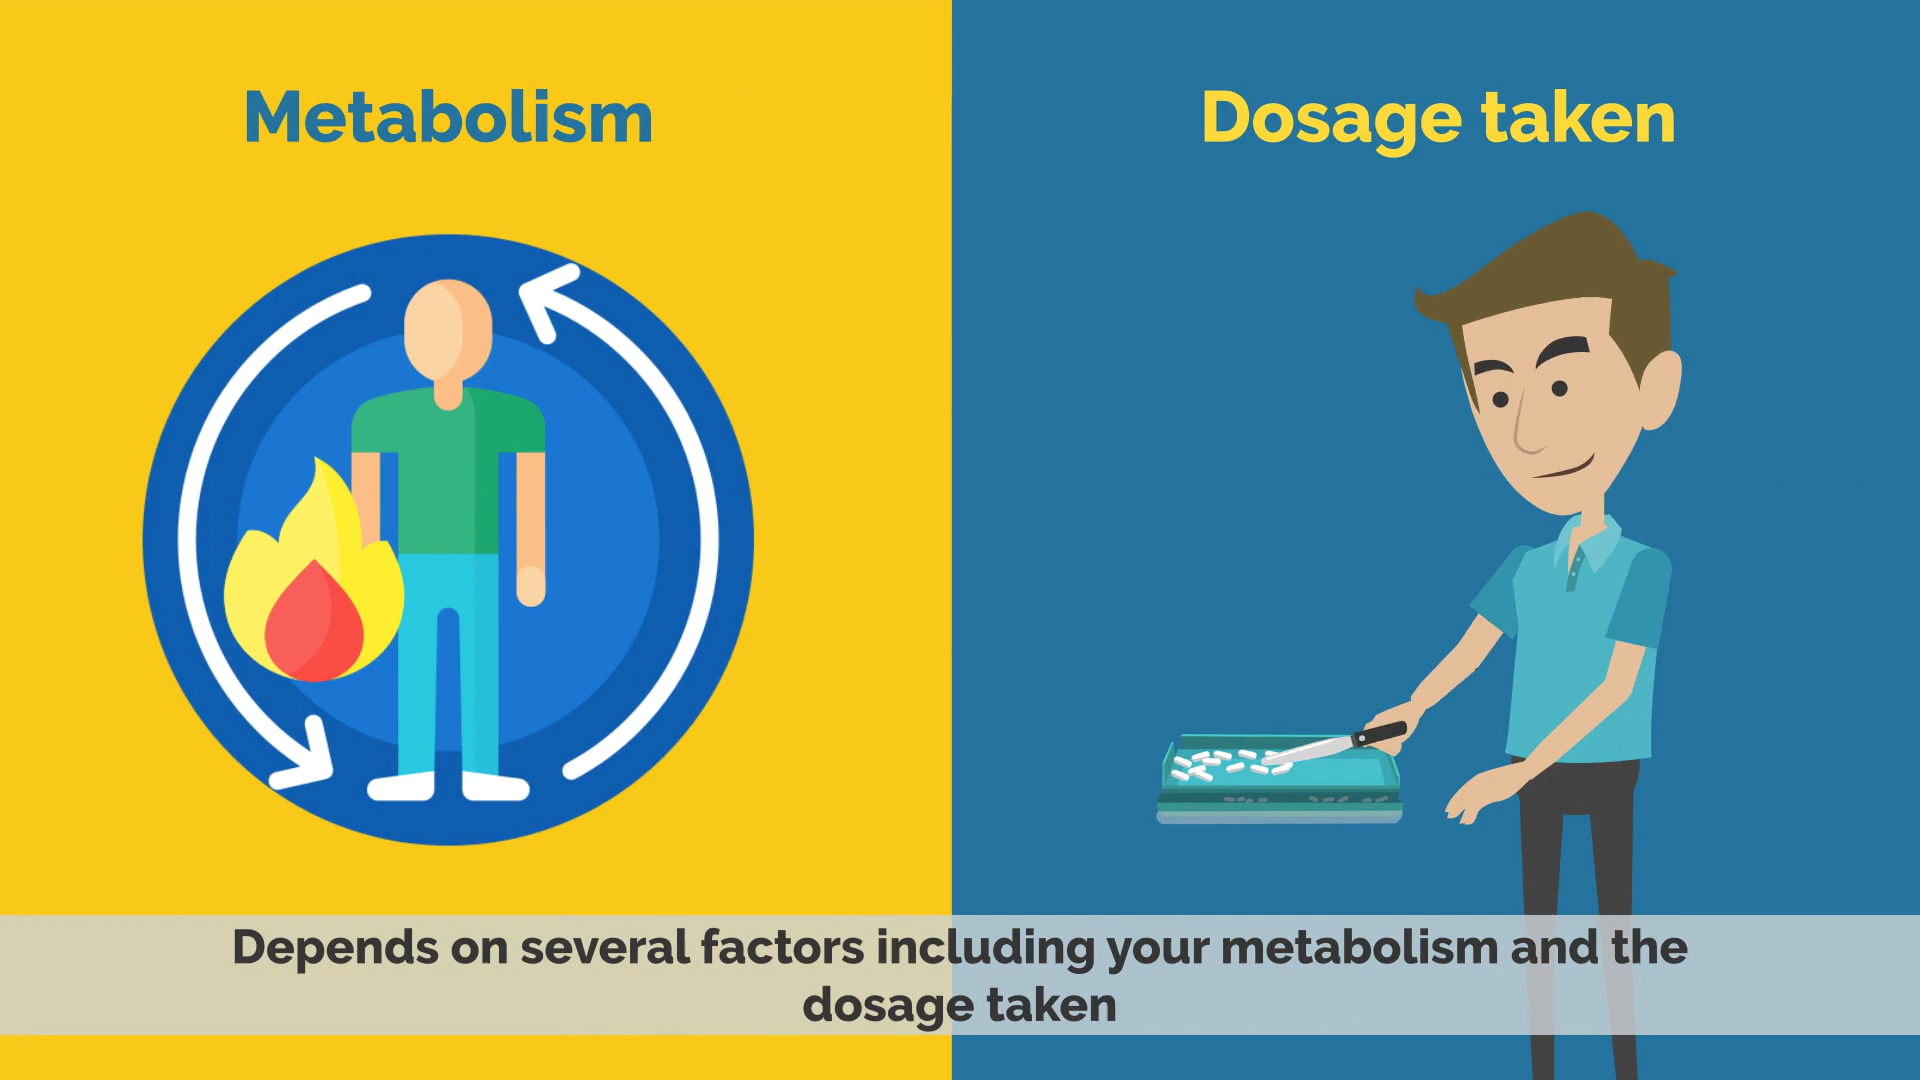 Metabolism
Dosage taken
Depends on several factors including your metabolism and the
dosage taken